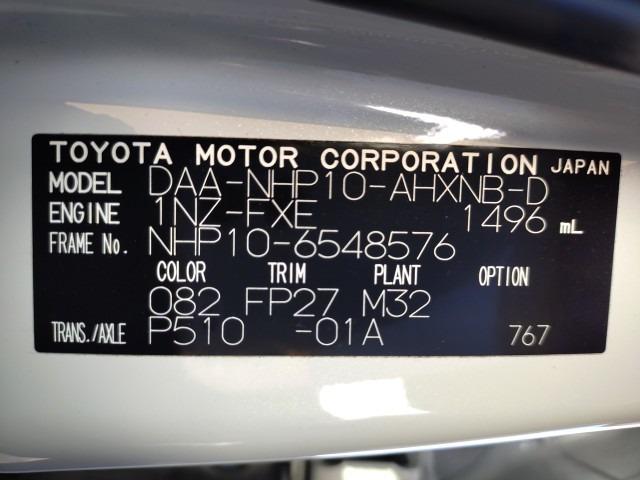 TOYOTA MOTOR CORPORATION JAPAN
MODEL DAA-NHP10-AHXNB-D
ENGINE 1NZ-FXE 1496 mL
FRAME No. NHP10-6548576
COLOR TRIM PLANT OPTION
082 FP27 M32
TRANS./AXLE P510 -01A 767